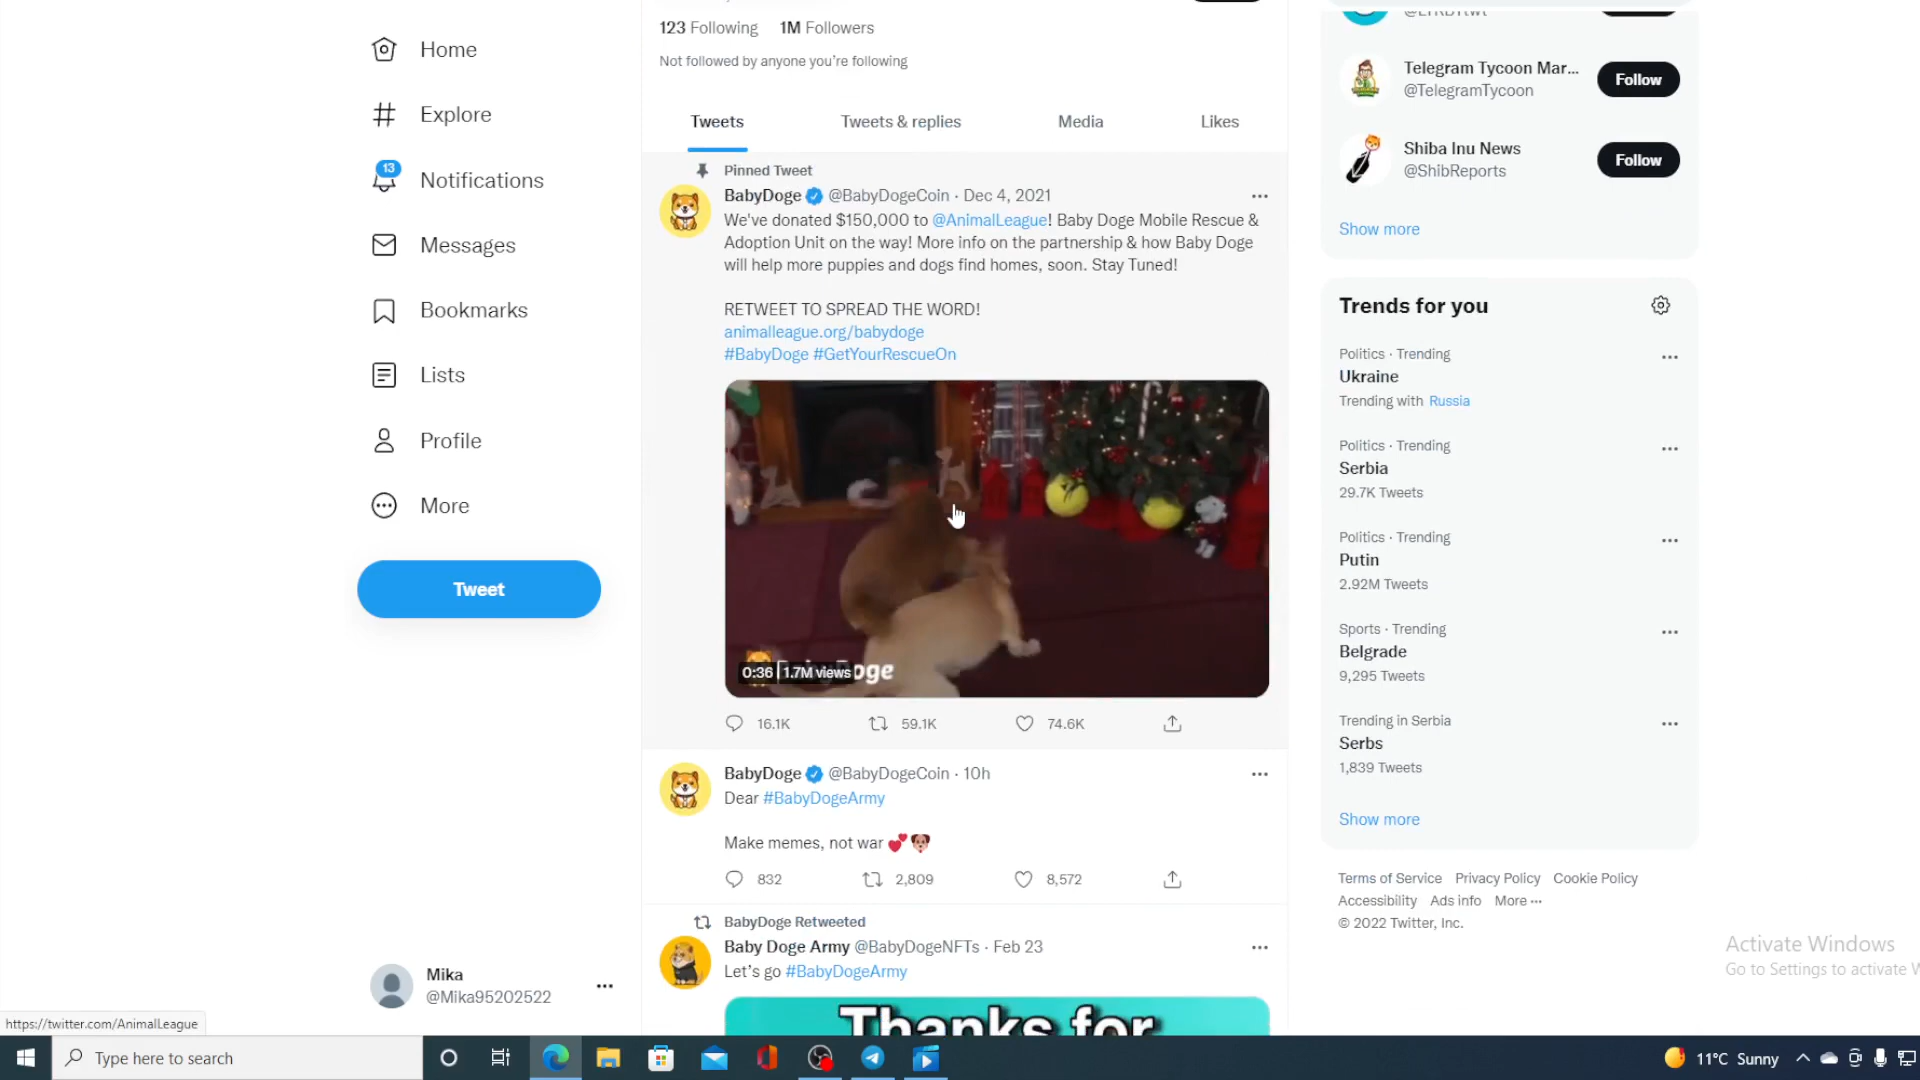 Home
Explore
13
Notifications
Messages
Bookmarks
Lists
Profile
More
Tweet
Mika
@Mika95202522
https://twitter.com/AnimalLeague
123 Following 1M Followers
Not followed by anyone you're following
Tweets Tweets & replies Media Likes
Pinned Tweet
BabyDoge @BabyDogeCoin · Dec 4, 2021
We've donated $150,000 to @AnimalLeague! Baby Doge Mobile Rescue &
Adoption Unit on the way! More info on the partnership & how Baby Doge
will help more puppies and dogs find homes, soon. Stay Tuned!
RETWEET TO SPREAD THE WORD!
animalleague.org/babydoge
#BabyDoge #GetYourRescueOn
0:36 1.7M views
16.1K 59.1K 74.6K
BabyDoge @BabyDogeCoin · 10h
Dear #BabyDogeArmy
Make memes, not war
832 2,809 8,572
BabyDoge Retweeted
Baby Doge Army @BabyDogeNFTs · Feb 23
Let's go #BabyDogeArmy
Thanks for
Telegram Tycoon Mar...
@TelegramTycoon
Follow
Shiba Inu News
@ShibReports
Follow
Show more
Trends for you
Politics · Trending
Ukraine
Trending with Russia
Politics · Trending
Serbia
29.7K Tweets
Politics · Trending
Putin
2.92M Tweets
Sports · Trending
Belgrade
9,295 Tweets
Trending in Serbia
Serbs
1,839 Tweets
Show more
Terms of Service Privacy Policy Cookie Policy
Accessibility Ads info More ···
© 2022 Twitter, Inc.
Activate Windows
Go to Settings to activate W
Type here to search
11°C Sunny